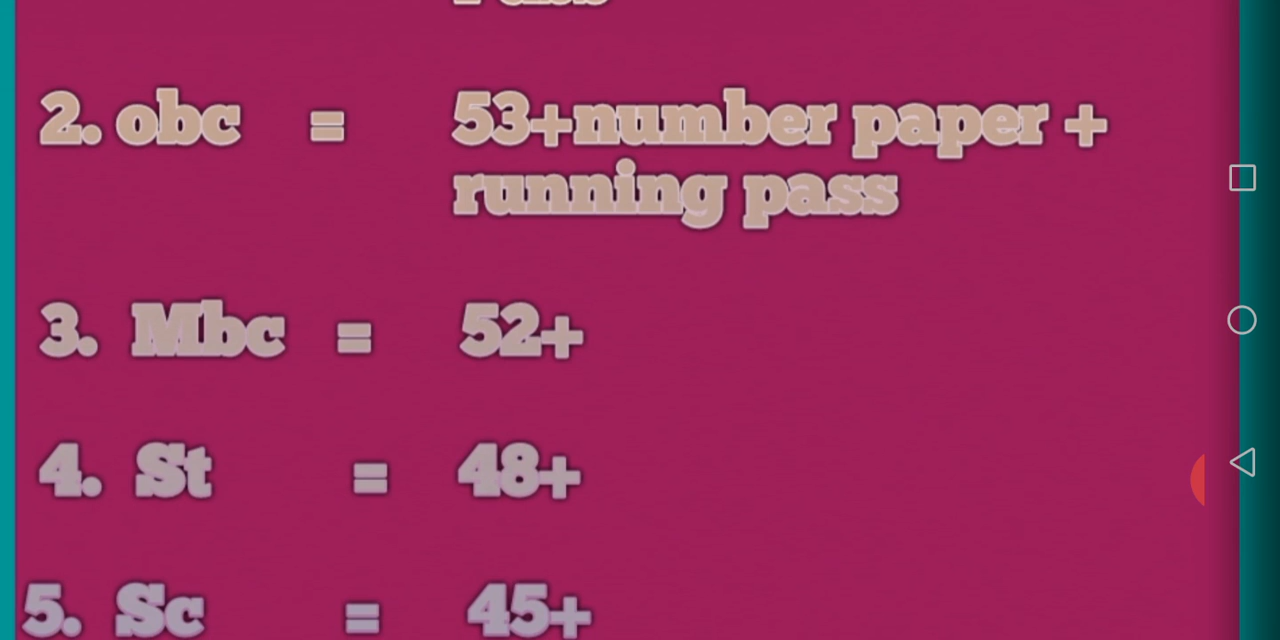 2. obc = 53+number paper +
running pass
3. Mbc = 52+
4. St = 48+
5. Sc = 45+